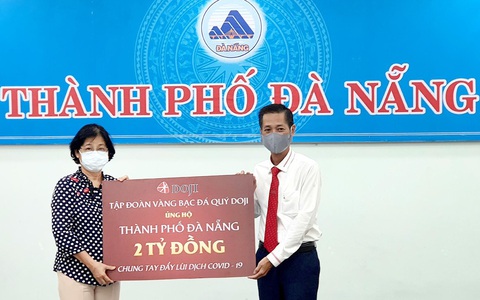 ĐÀ NẴNG
THÀNH PHỐ ĐÀ NẴNG
DOJI
TẬP ĐOÀN VÀNG BẠC ĐÁ QUÝ DOJI
ỦNG HỘ
THÀNH PHỐ ĐÀ NẴNG
2 TỶ ĐỒNG
CHUNG TAY ĐẨY LÙI DỊCH COVID - 19